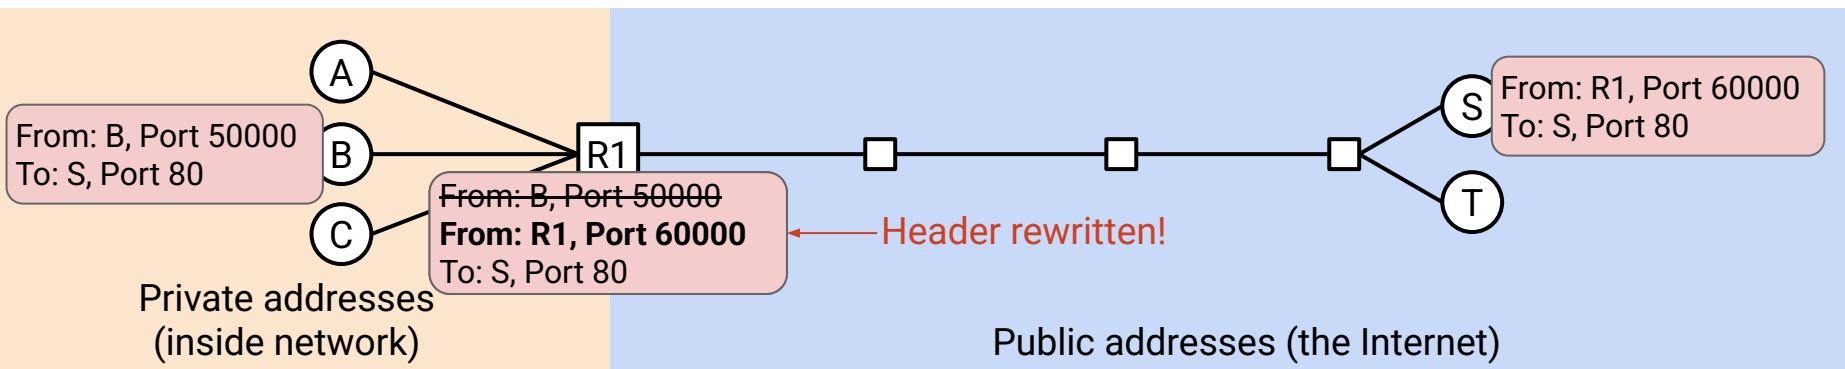 A
From: B, Port 50000
To: S, Port 80
B
C
R1
From: B, Port 50000
From: R1, Port 60000
To: S, Port 80
Header rewritten!
S
From: R1, Port 60000
To: S, Port 80
T
Private addresses
(inside network)
Public addresses (the Internet)